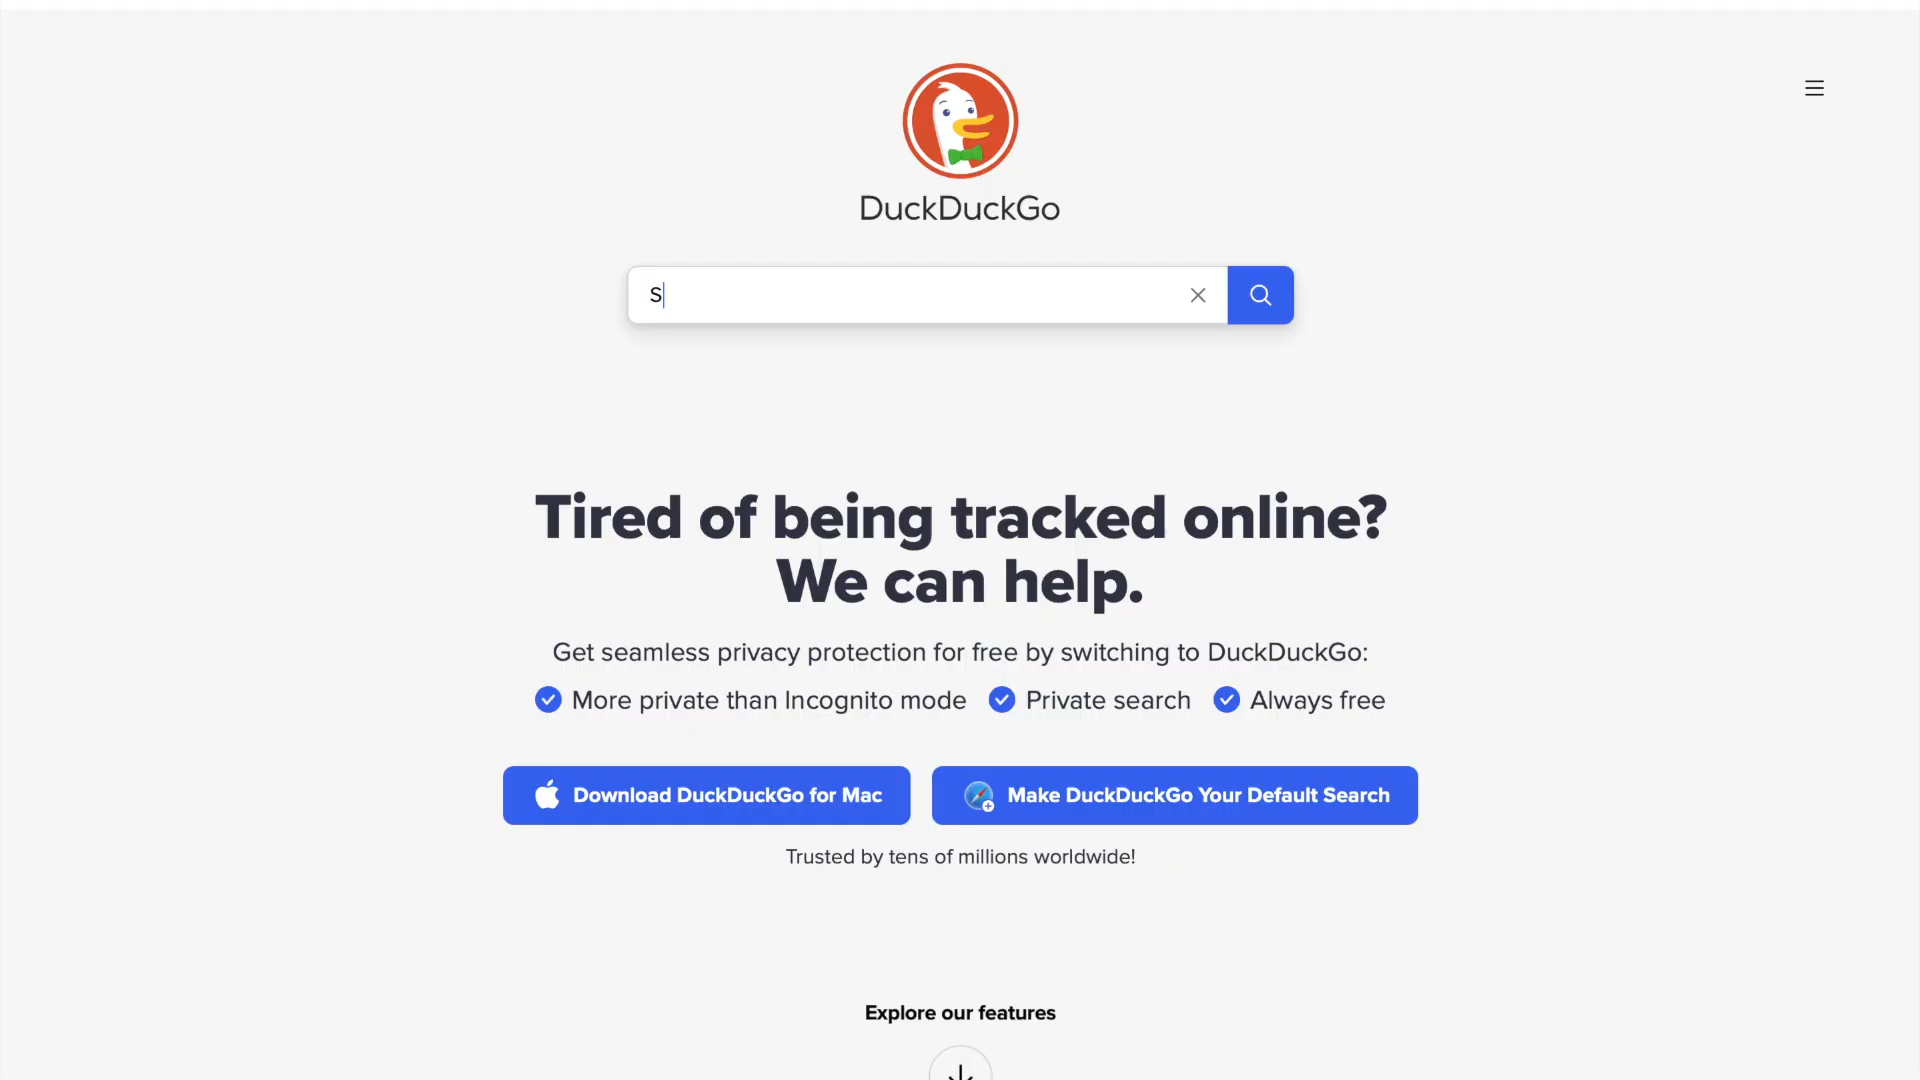 DuckDuckGo
S
Tired of being tracked online?
We can help.
Get seamless privacy protection for free by switching to DuckDuckGo:
More private than Incognito mode Private search Always free
Download DuckDuckGo for Mac Make DuckDuckGo Your Default Search
Trusted by tens of millions worldwide!
Explore our features